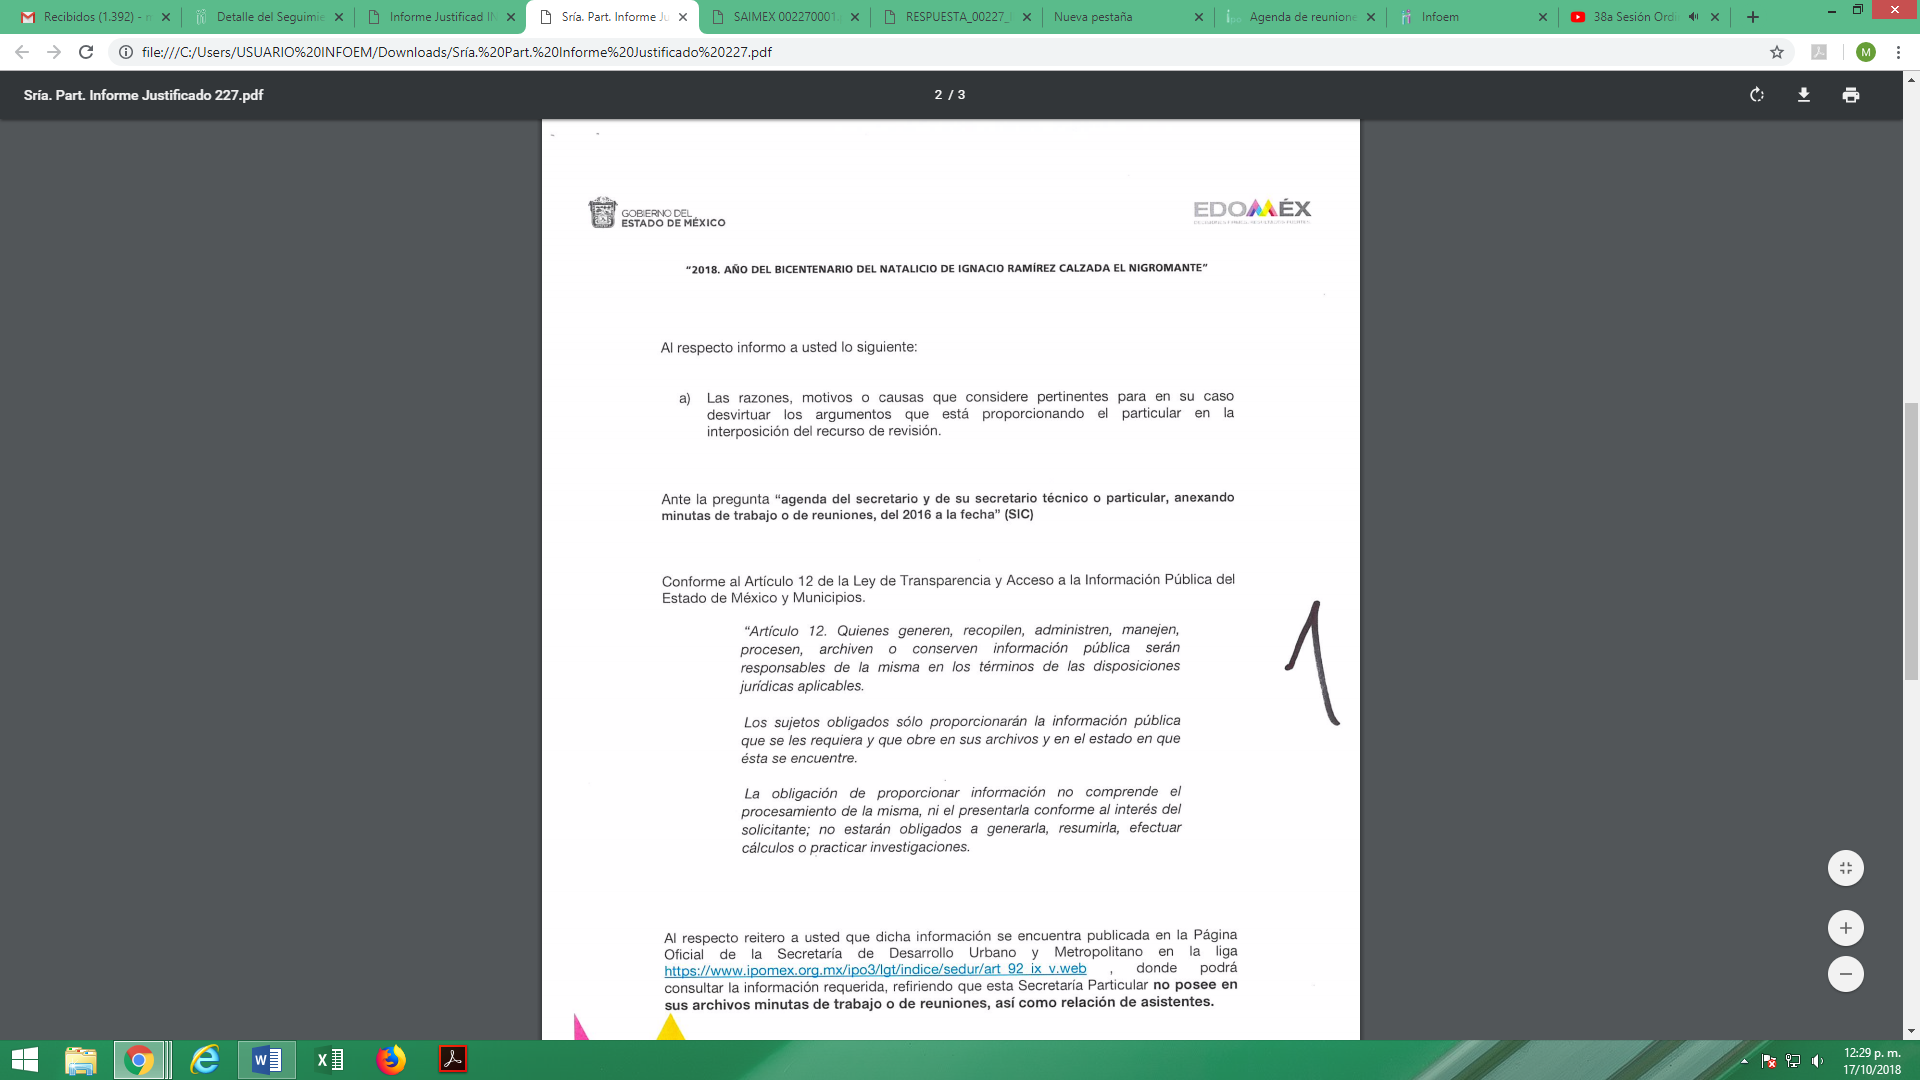 Recibidos (1.392) - n
Detalle del Seguimie
Informe Justificad IN
Sría. Part. Informe Ju
SAIMEX 002270001.
RESPUESTA_00227_
Nueva pestaña
Agenda de reunione
Infoem
38a Sesión Ordi
file:///C:/Users/USUARIO%20INFOEM/Downloads/Sría.%20Part.%20Informe%20Justificado%20227.pdf
M
Sría. Part. Informe Justificado 227.pdf
2 / 3
GOBIERNO DEL
ESTADO DE MÉXICO
EDOMÉX
"2018. AÑO DEL BICENTENARIO DEL NATALICIO DE IGNACIO RAMÍREZ CALZADA EL NIGROMANTE"
Al respecto informo a usted lo siguiente:
a) Las razones, motivos o causas que considere pertinentes para en su caso
desvirtuar los argumentos que está proporcionando el particular en la
interposición del recurso de revisión.
Ante la pregunta "agenda del secretario y de su secretario técnico o particular, anexando
minutas de trabajo o de reuniones, del 2016 a la fecha" (SIC)
Conforme al Artículo 12 de la Ley de Transparencia y Acceso a la Información Pública del
Estado de México y Municipios.
"Artículo 12. Quienes generen, recopilen, administren, manejen,
procesen, archiven o conserven información pública serán
responsables de la misma en los términos de las disposiciones
jurídicas aplicables.
Los sujetos obligados sólo proporcionarán la información pública
que se les requiera y que obre en sus archivos y en el estado en que
ésta se encuentre.
La obligación de proporcionar información no comprende el
procesamiento de la misma, ni el presentarla conforme al interés del
solicitante; no estarán obligados a generarla, resumirla, efectuar
cálculos o practicar investigaciones.
Al respecto reitero a usted que dicha información se encuentra publicada en la Página
Oficial de la Secretaría de Desarrollo Urbano y Metropolitano en la liga
https://www.ipomex.org.mx/ipo3/lgt/indice/sedur/art_92_ix_v.web , donde podrá
consultar la información requerida, refiriendo que esta Secretaría Particular no posee en
sus archivos minutas de trabajo o de reuniones, así como relación de asistentes.
12:29 p. m.
17/10/2018